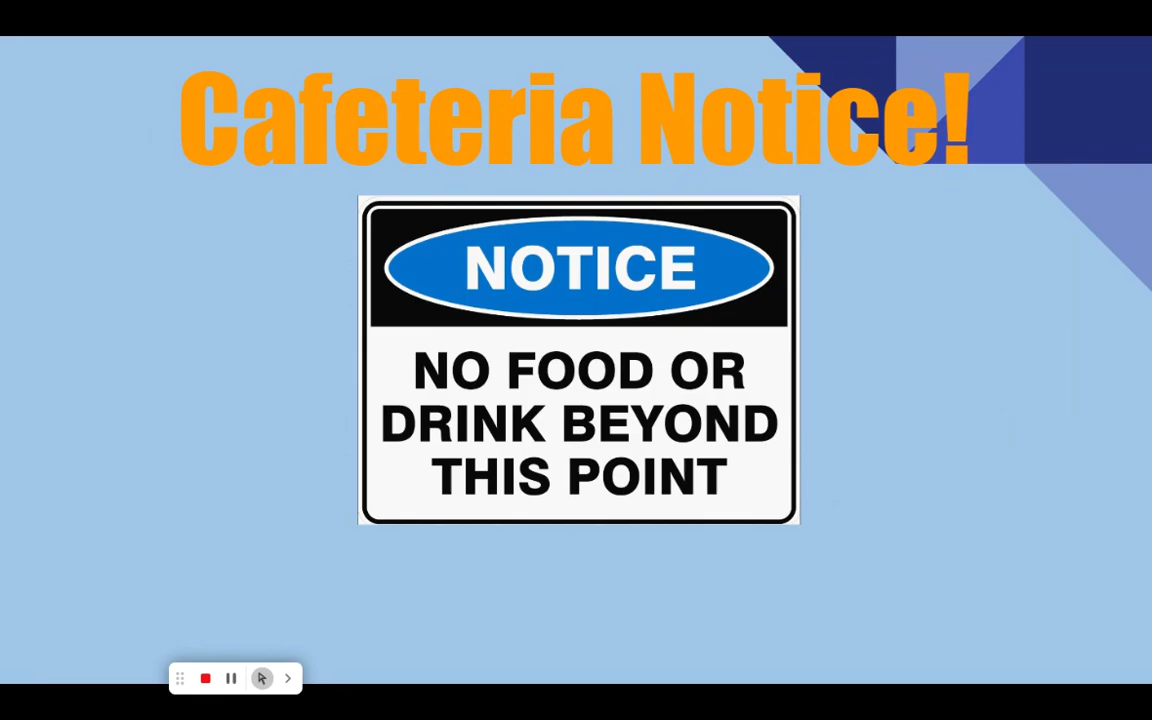 Cafeteria Notice!
NOTICE
NO FOOD OR
DRINK BEYOND
THIS POINT